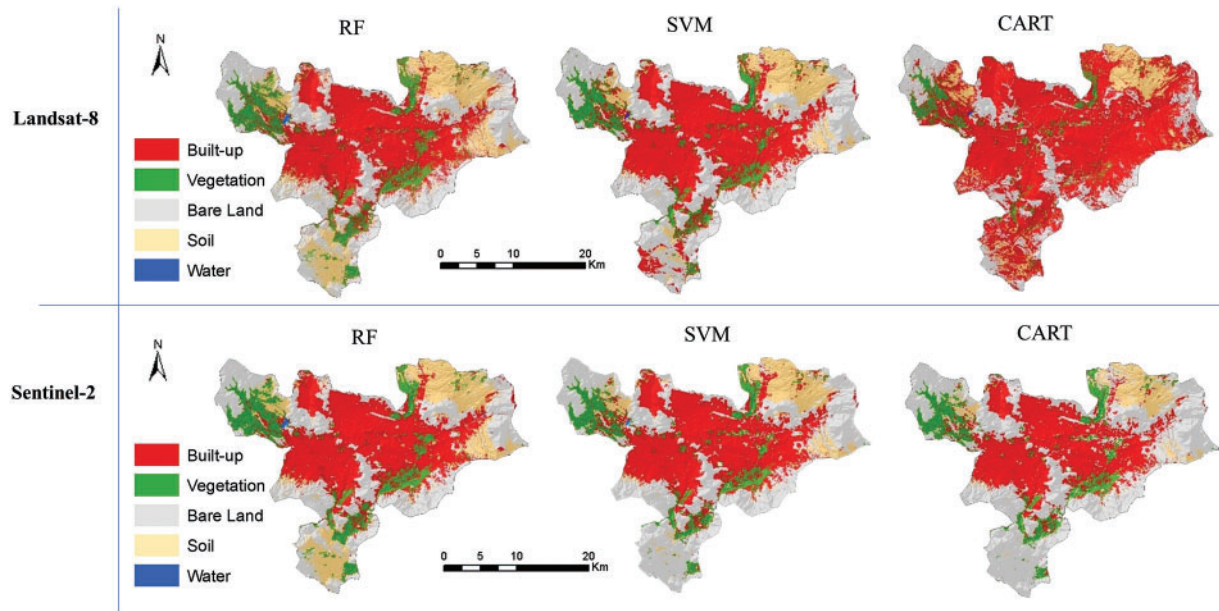 RF SVM CART
N
Landsat-8
Built-up
Vegetation
Bare Land
Soil
Water
0 5 10 20
Km
RF SVM CART
N
Sentinel-2
Built-up
Vegetation
Bare Land
Soil
Water
0 5 10 20
Km